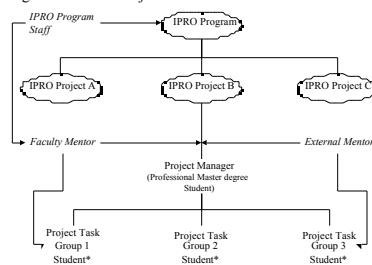 IPRO Program
Staff
IPRO Program
IPRO Project A
IPRO Project B
IPRO Project C
Faculty Mentor
External Mentor
Project Manager
(Professional Master degree
Student)
Project Task
Group 1
Student*
Project Task
Group 2
Student*
Project Task
Group 3
Student*